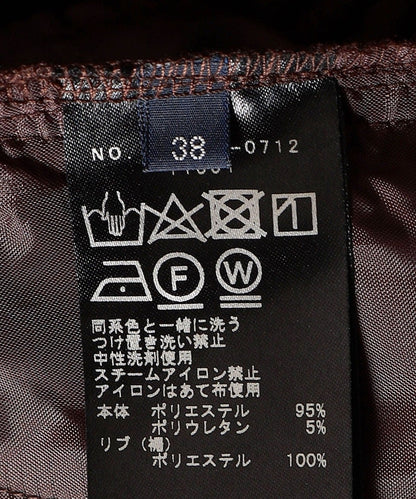 38
NO. -0712
F W
同系色と一緒に洗う
つけ置き洗い禁止
中性洗剤使用
スチームアイロン禁止
アイロンはあて布使用
本体 ポリエステル 95%
ポリウレタン 5%
リブ(裾)
ポリエステル 100%